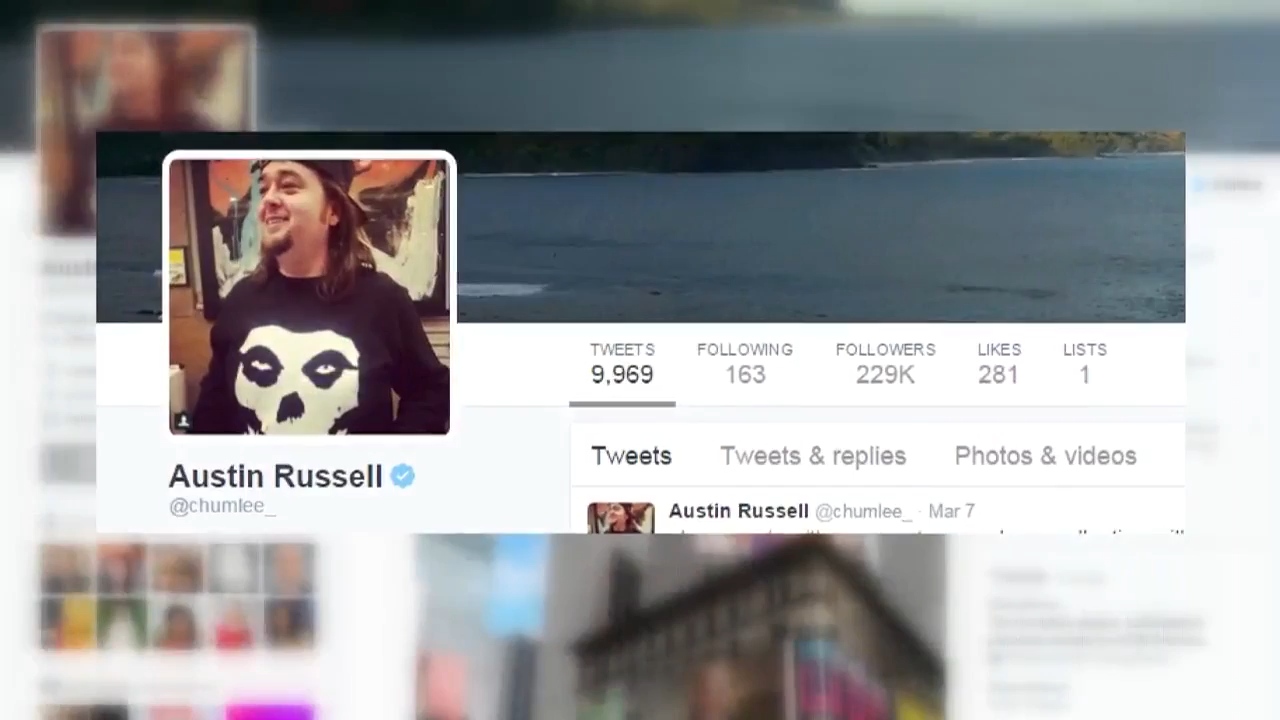 TWEETS FOLLOWING FOLLOWERS LIKES LISTS
9,969 163 229K 281 1
Tweets Tweets & replies Photos & videos
Austin Russell
@chumlee_
Austin Russell @chumlee_ · Mar 7